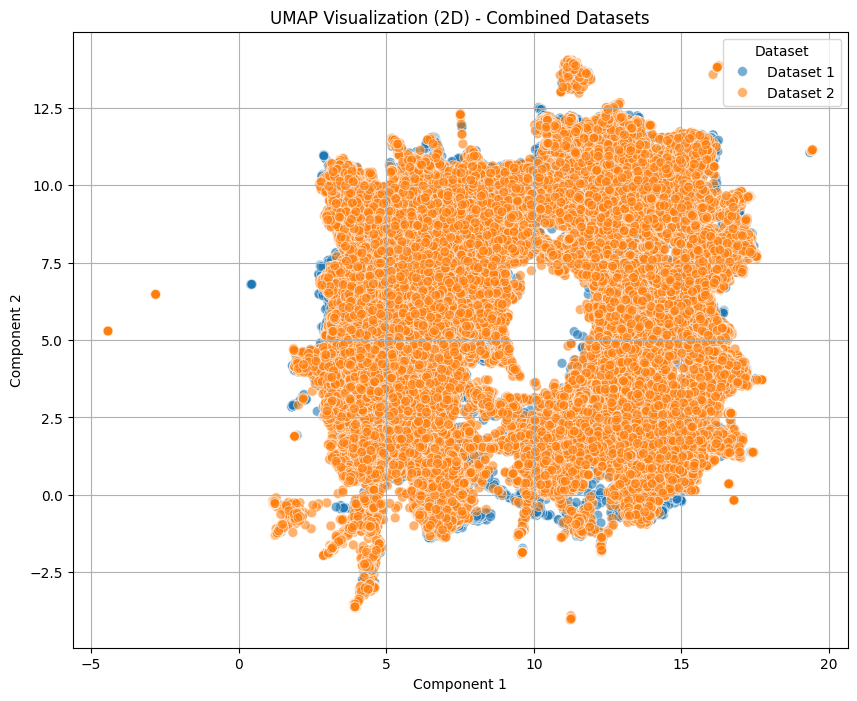 UMAP Visualization (2D) - Combined Datasets
Dataset
Dataset 1
Dataset 2
Component 2
12.5
10.0
7.5
5.0
2.5
0.0
−2.5
−5
0
5
10
15
20
Component 1